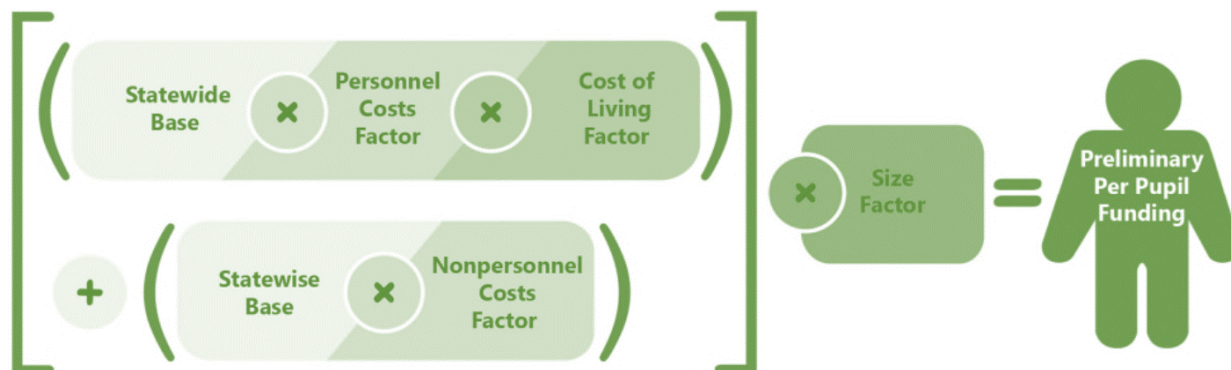 [ ( Statewide
Base
×
Personnel
Costs
Factor
×
Cost of
Living
Factor )
+
( Statewise
Base
×
Nonpersonnel
Costs
Factor ) ]
×
Size
Factor
=
Preliminary
Per Pupil
Funding